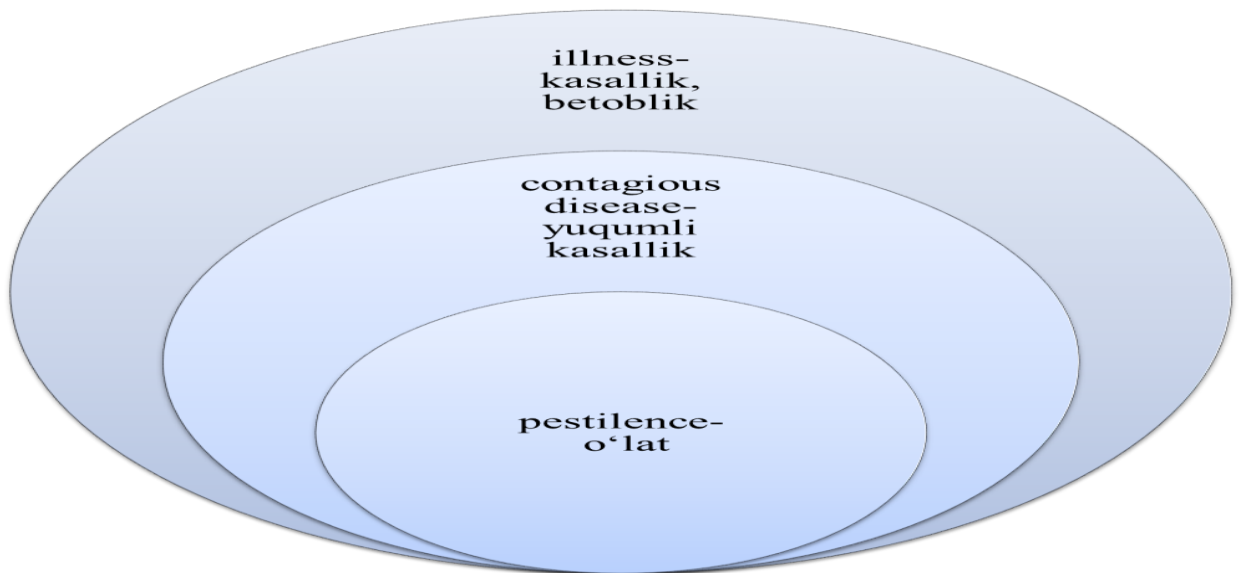 illness-
kasallik,
betoblik
contagious
disease-
yuqumli
kasallik
pestilence-
o‘lat